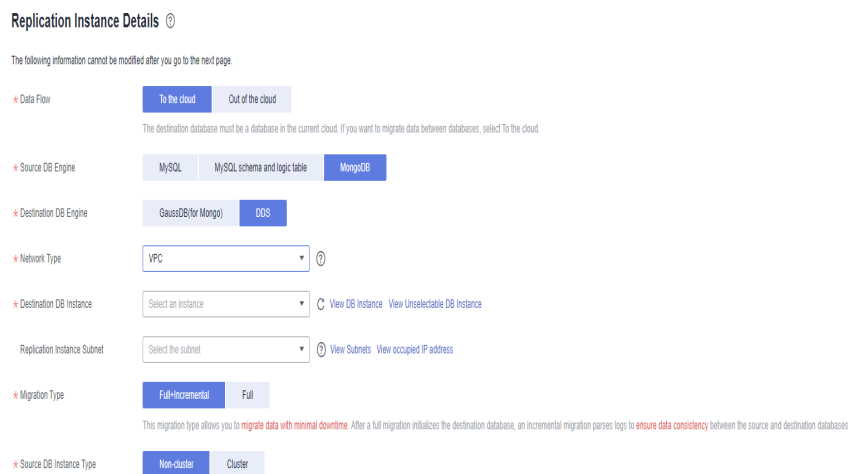 Replication Instance Details ?
The following information cannot be modified after you go to the next page.
* Data Flow To the cloud Out of the cloud
The destination database must be a database in the current cloud. If you want to migrate data between databases, select To the cloud.
* Source DB Engine MySQL MySQL schema and logic table MongoDB
* Destination DB Engine GaussDB(for Mongo) DDS
* Network Type VPC ?
* Destination DB Instance Select an instance View DB Instance View Unselectable DB Instance
Replication Instance Subnet Select the subnet ? View Subnets View occupied IP address
* Migration Type Full+Incremental Full
This migration type allows you to migrate data with minimal downtime. After a full migration initializes the destination database, an incremental migration parses logs to ensure data consistency between the source and destination databases
* Source DB Instance Type Non-cluster Cluster